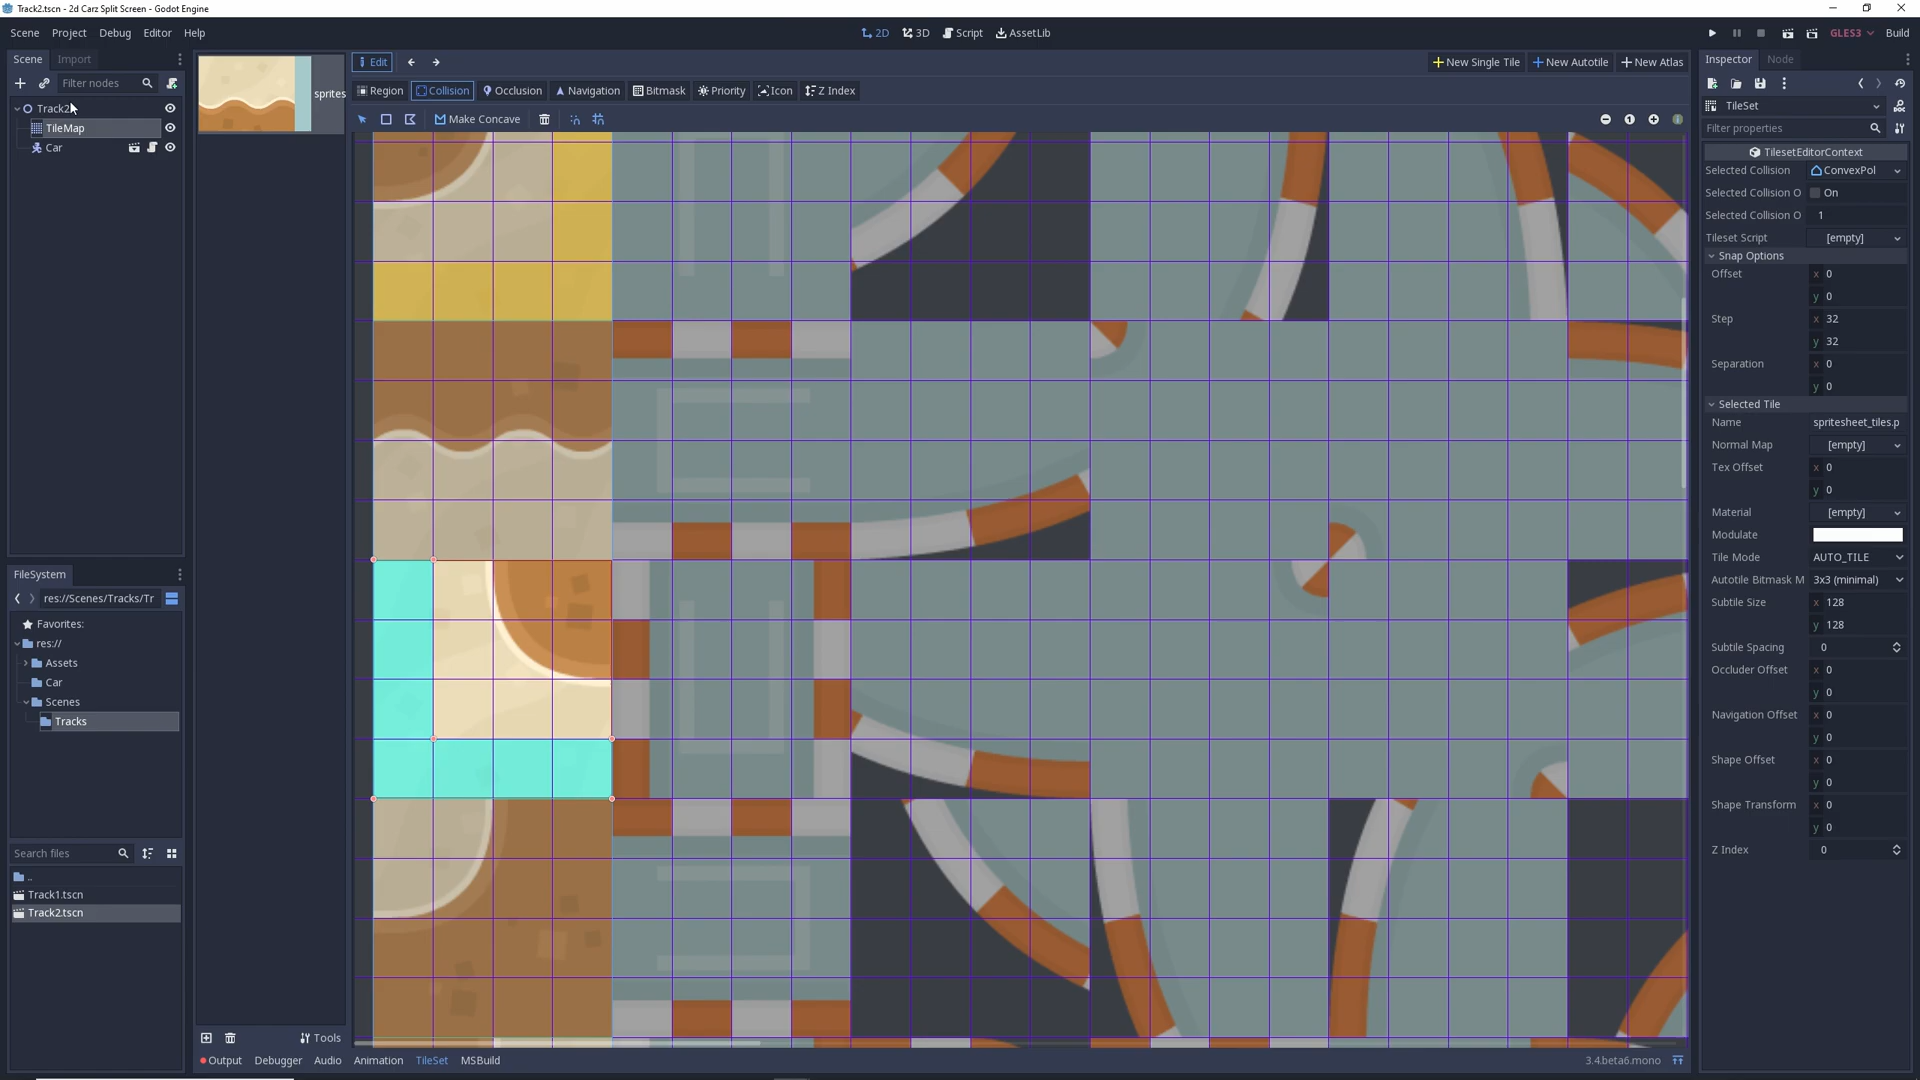 Track2.tscn - 2d Carz Split Screen - Godot Engine
Scene Project Debug Editor Help
2D 3D Script AssetLib
GLES3 Build
Scene Import
Filter nodes
Track2
TileMap
Car
sprites
Edit
New Single Tile New Autotile New Atlas
Region Collision Occlusion Navigation Bitmask Priority Icon Z Index
Make Concave
Inspector Node
TileSet
Filter properties
TilesetEditorContext
Selected Collision ConvexPol
Selected Collision O On
Selected Collision O 1
Tileset Script [empty]
Snap Options
Offset x 0
y 0
Step x 32
y 32
Separation x 0
y 0
Selected Tile
Name spritesheet_tiles.p
Normal Map [empty]
Tex Offset x 0
y 0
Material [empty]
Modulate
Tile Mode AUTO_TILE
Autotile Bitmask M 3x3 (minimal)
Subtile Size x 128
y 128
Subtile Spacing 0
Occluder Offset x 0
y 0
Navigation Offset x 0
y 0
Shape Offset x 0
y 0
Shape Transform x 0
y 0
Z Index 0
FileSystem
res://Scenes/Tracks/Tr
Favorites:
res://
Assets
Car
Scenes
Tracks
Search files
..
Track1.tscn
Track2.tscn
Tools
Output Debugger Audio Animation TileSet MSBuild
3.4.beta6.mono